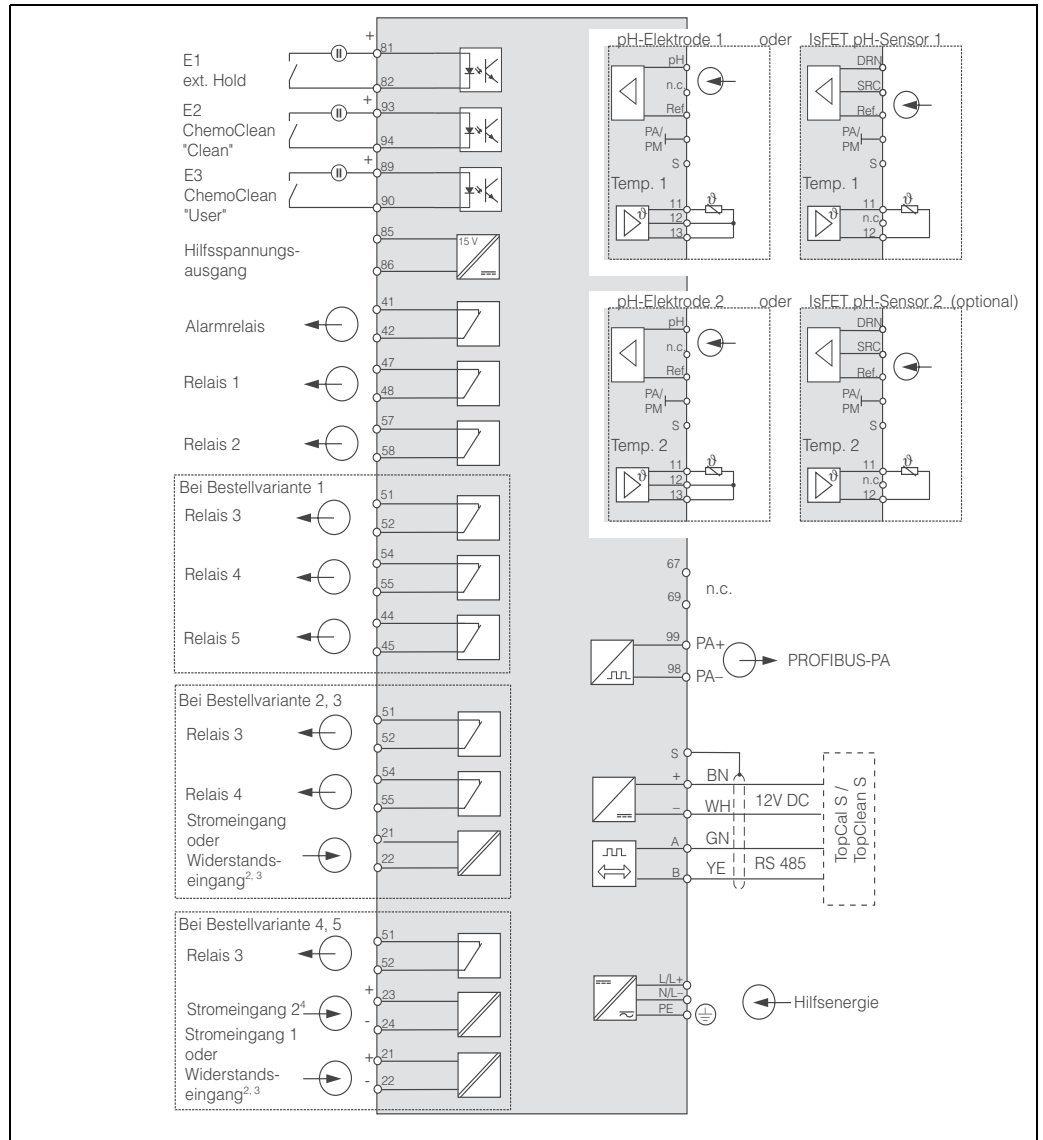 E1
ext. Hold
+
81
82
E2
ChemoClean
"Clean"
+
93
94
E3
ChemoClean
"User"
+
89
90
Hilfsspannungs-
ausgang
85
86
15 V
Alarmrelais
41
42
Relais 1
47
48
Relais 2
57
58
Bei Bestellvariante 1
Relais 3
51
52
Relais 4
54
55
Relais 5
44
45
Bei Bestellvariante 2, 3
Relais 3
51
52
Relais 4
54
55
Stromeingang
oder
Widerstands-
eingang2, 3
21
22
Bei Bestellvariante 4, 5
Relais 3
51
52
Stromeingang 24
+ 23
- 24
Stromeingang 1
oder
Widerstands-
eingang2, 3
+ 21
- 22
pH-Elektrode 1 oder IsFET pH-Sensor 1
pH
n.c.
Ref
PA/
PM
S
Temp. 1
ϑ
11
12
13
ϑ
DRN
SRC
Ref.
PA/
PM
S
Temp. 1
ϑ
11
n.c.
12
ϑ
pH-Elektrode 2 oder IsFET pH-Sensor 2 (optional)
pH
n.c.
Ref
PA/
PM
S
Temp. 2
ϑ
11
12
13
ϑ
DRN
SRC
Ref.
PA/
PM
S
Temp. 2
ϑ
11
n.c.
12
ϑ
67
69
n.c.
99 PA+
98 PA–
PROFIBUS-PA
S
+ BN
– WH
12V DC
A GN
B YE
RS 485
TopCal S /
TopClean S
L/L+
N/L–
PE
Hilfsenergie